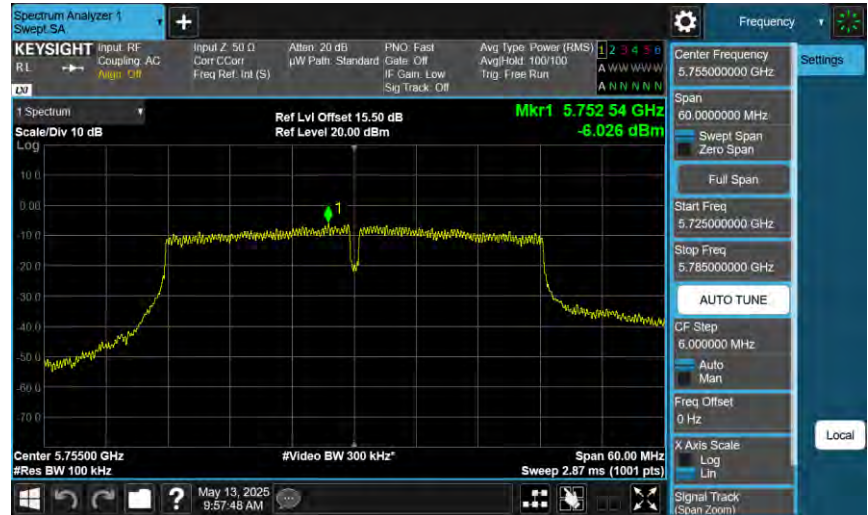 Spectrum Analyzer 1
Swept SA
+
Frequency
KEYSIGHT
RL
LXI
Input: RF
Coupling: AC
Align: Off
Input Z: 50 Ω
Corr CCorr
Freq Ref: Int (S)
Atten: 20 dB
µW Path: Standard
PNO: Fast
Gate: Off
IF Gain: Low
Sig Track: Off
Avg Type: Power (RMS)
Avg|Hold: 100/100
Trig: Free Run
1 2 3 4 5 6
A W W W W W
A N N N N N
1 Spectrum
Scale/Div 10 dB
Log
Ref Lvl Offset 15.50 dB
Ref Level 20.00 dBm
Mkr1 5.752 54 GHz
-6.026 dBm
10.0
0.00
-10.0
-20.0
-30.0
-40.0
-50.0
-60.0
-70.0
1
Center 5.75500 GHz
#Res BW 100 kHz
#Video BW 300 kHz*
Span 60.00 MHz
Sweep 2.87 ms (1001 pts)
?
May 13, 2025
9:57:48 AM
Center Frequency
5.755000000 GHz
Settings
Span
60.0000000 MHz
Swept Span
Zero Span
Full Span
Start Freq
5.725000000 GHz
Stop Freq
5.785000000 GHz
AUTO TUNE
CF Step
6.000000 MHz
Auto
Man
Freq Offset
0 Hz
X Axis Scale
Log
Lin
Local
Signal Track
(Span Zoom)